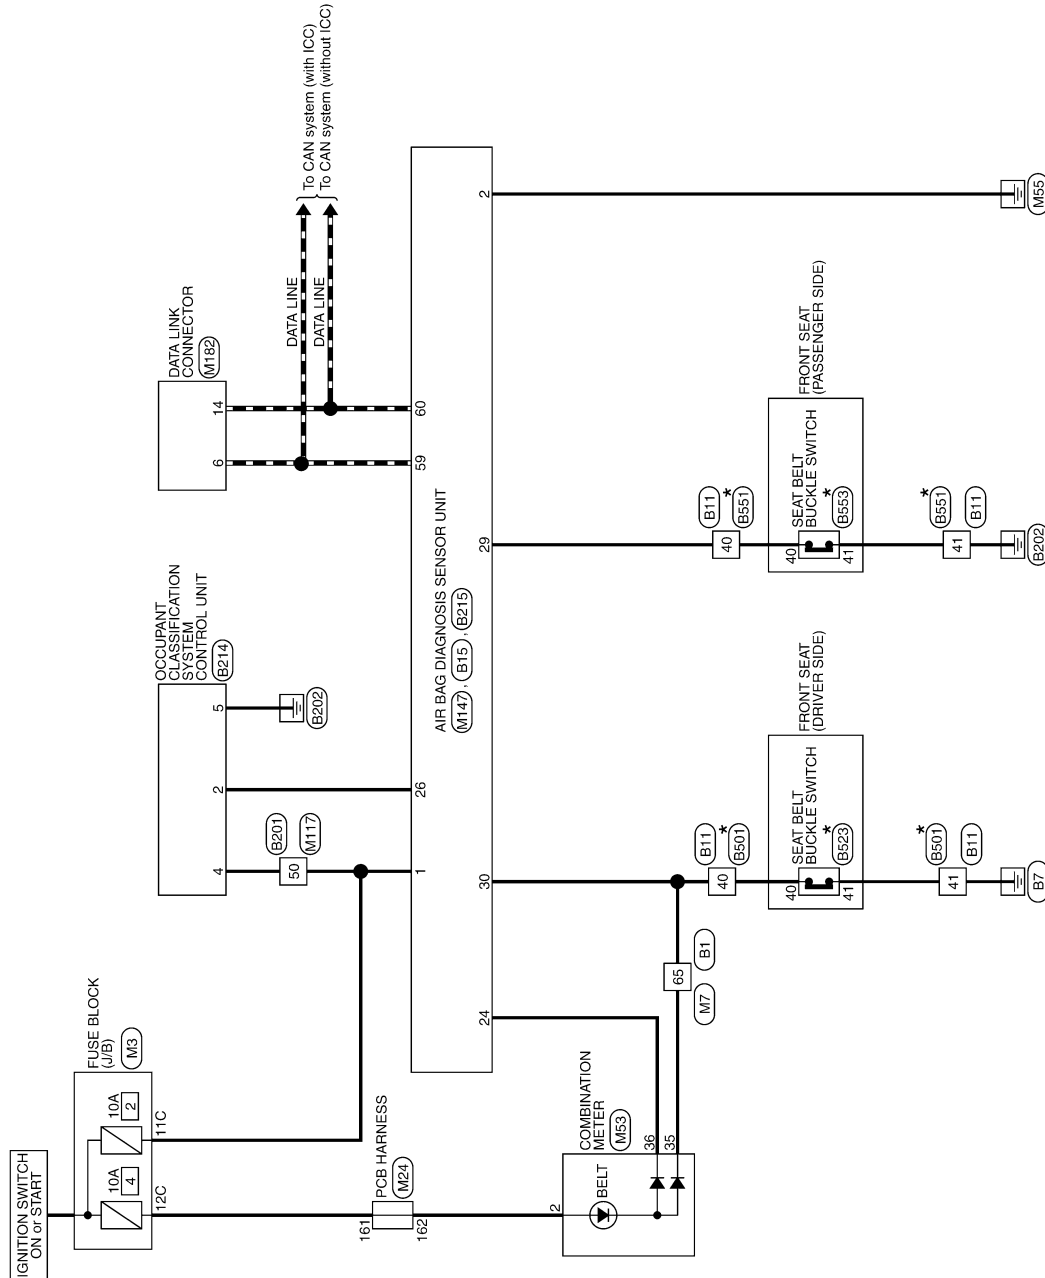 IGNITION SWITCH
ON or START
FUSE BLOCK
(J/B)
M3
10A
4
10A
2
12C
11C
161
PCB HARNESS
M24
162
2
BELT
COMBINATION
METER
M53
36
35
24
65
M7
B1
OCCUPANT
CLASSIFICATION
SYSTEM
CONTROL UNIT
B214
4
2
5
50
B201
M117
B202
1
26
AIR BAG DIAGNOSIS SENSOR UNIT
M147 , B15 , B215
30
29
2
59
60
DATA LINK
CONNECTOR
M182
6
14
DATA LINE
DATA LINE
To CAN system (with ICC)
To CAN system (without ICC)
40
B11
*
B501
FRONT SEAT
(DRIVER SIDE)
SEAT BELT
BUCKLE SWITCH
*
B523
40
41
41
*
B501
B11
B7
40
B11
*
B551
FRONT SEAT
(PASSENGER SIDE)
SEAT BELT
BUCKLE SWITCH
*
B553
40
41
41
*
B551
B11
B202
M55